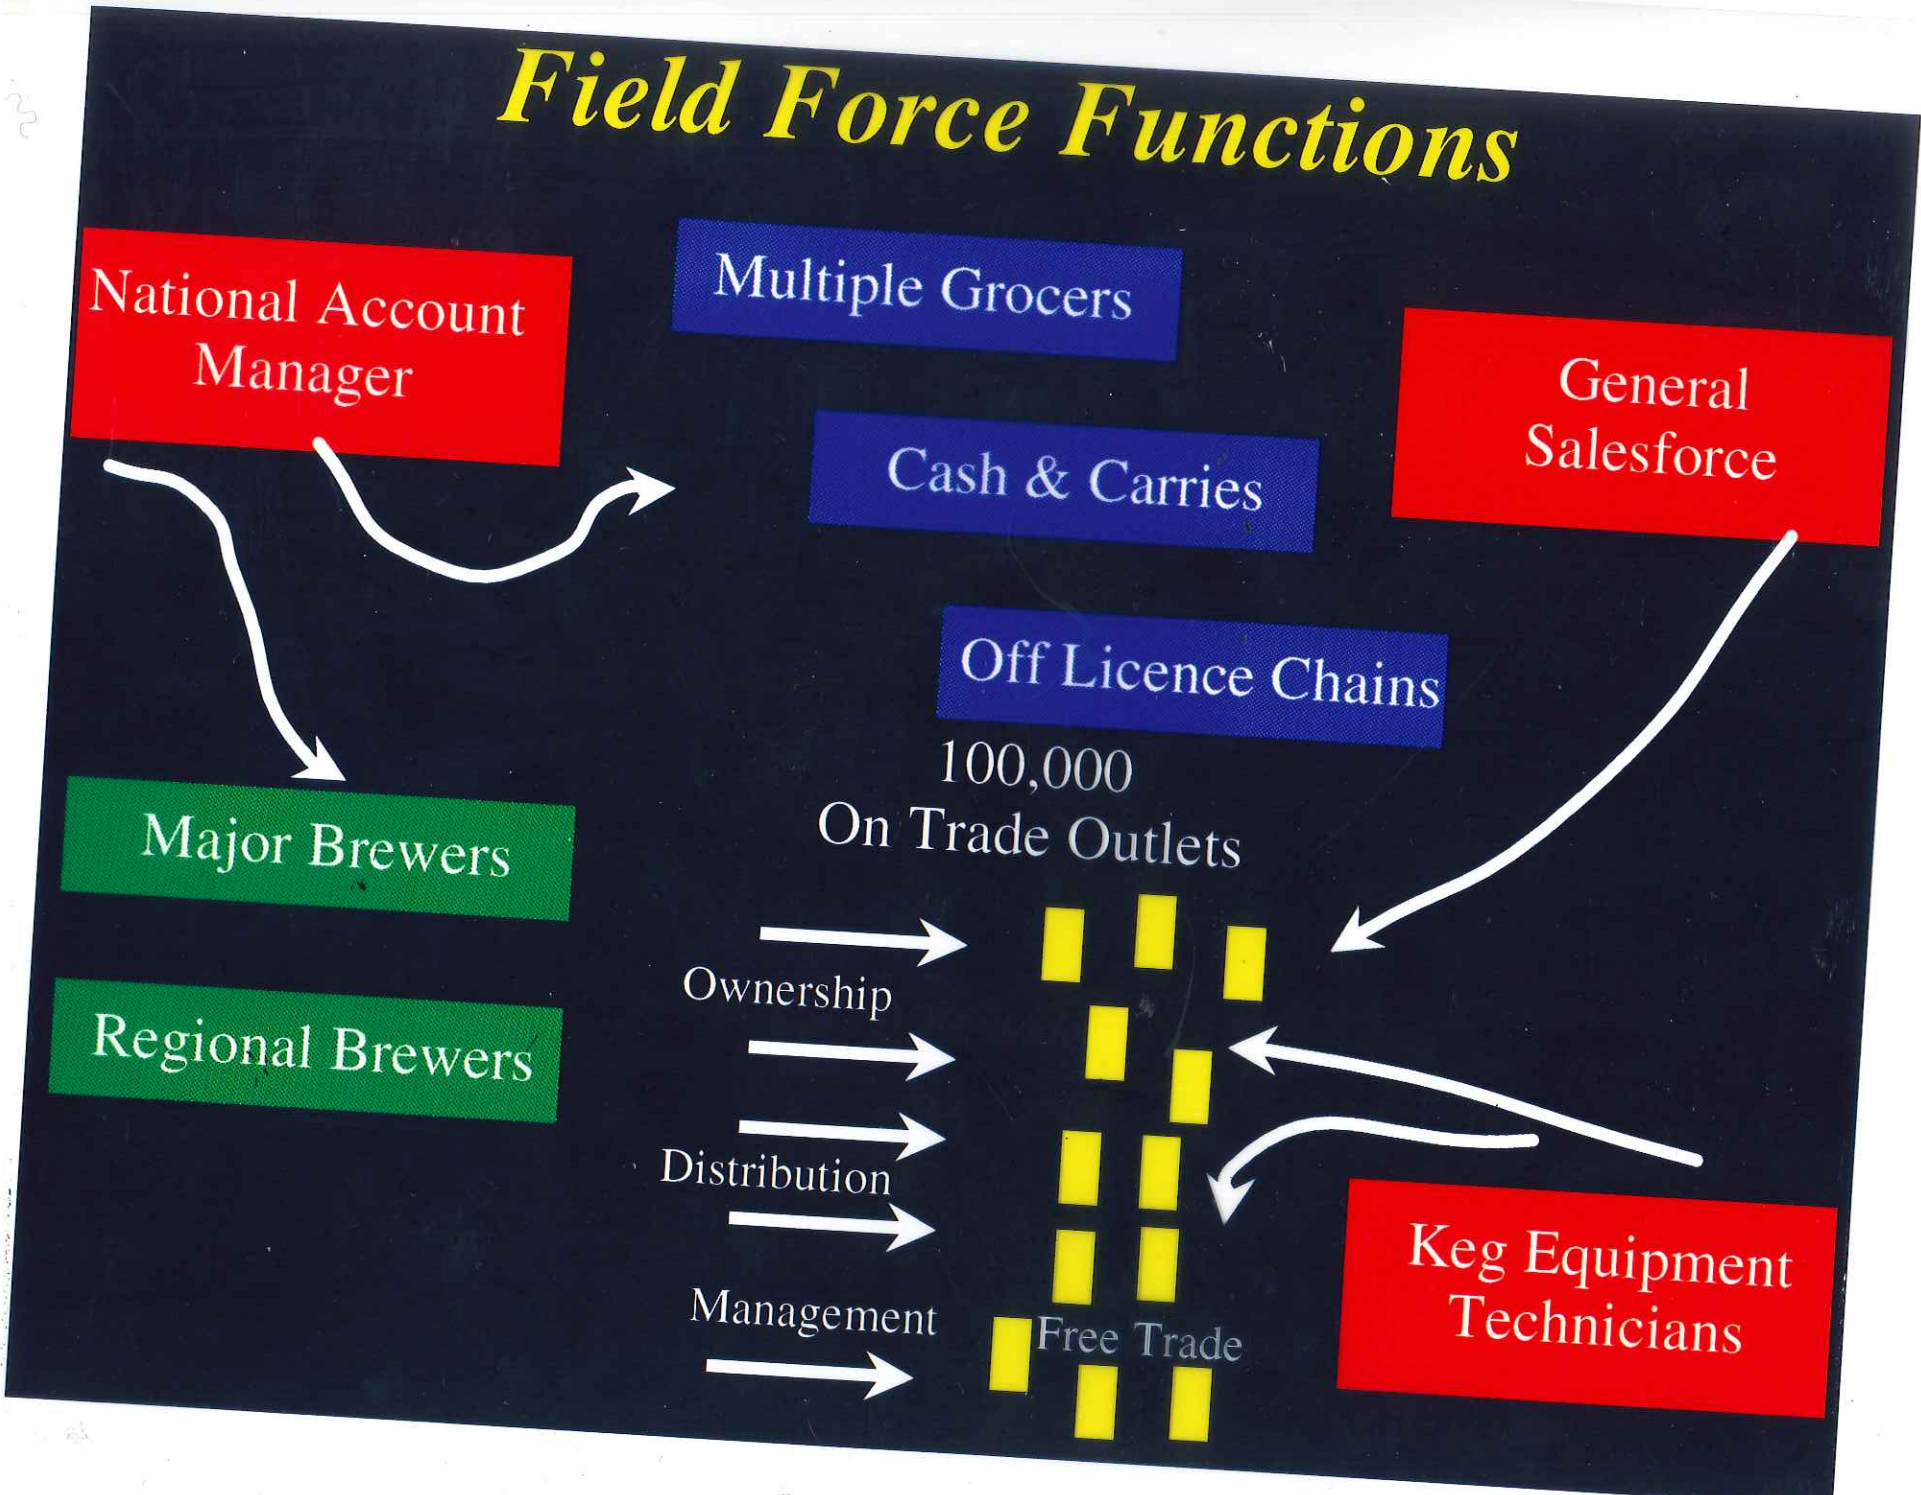 Field Force Functions
National Account
Manager
Multiple Grocers
General
Salesforce
Cash & Carries
Off Licence Chains
100,000
On Trade Outlets
Major Brewers
Ownership
Regional Brewers
Distribution
Management
Free Trade
Keg Equipment
Technicians